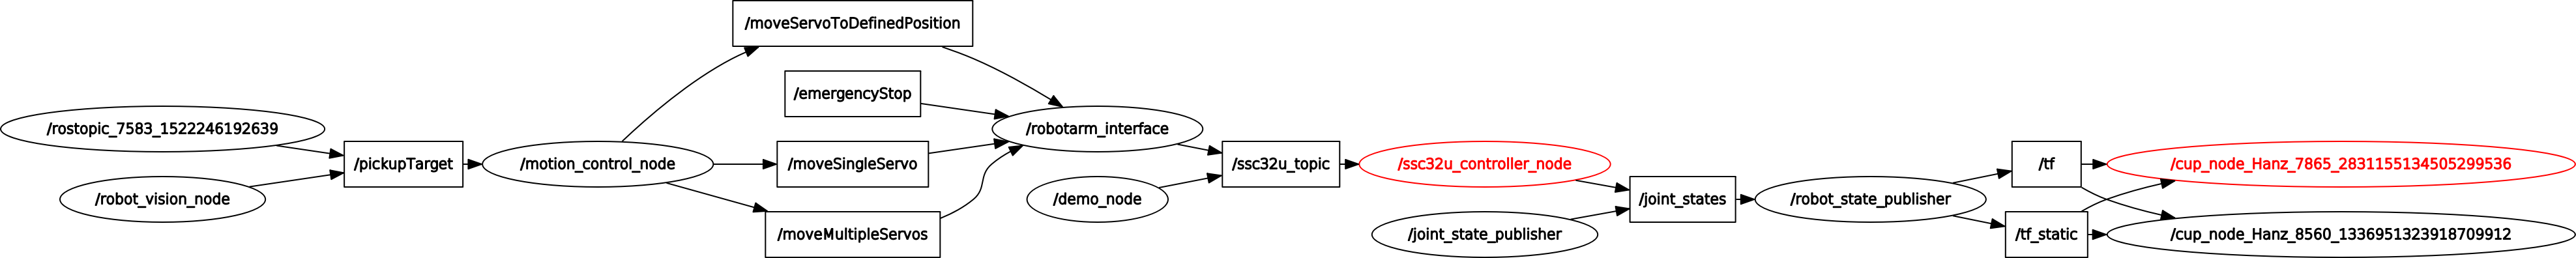 /moveServoToDefinedPosition
/emergencyStop
/rostopic_7583_1522246192639
/robotarm_interface
/pickupTarget
/motion_control_node
/moveSingleServo
/ssc32u_topic
/ssc32u_controller_node
/tf
/cup_node_Hanz_7865_2831155134505299536
/robot_vision_node
/demo_node
/joint_states
/robot_state_publisher
/moveMultipleServos
/joint_state_publisher
/tf_static
/cup_node_Hanz_8560_1336951323918709912